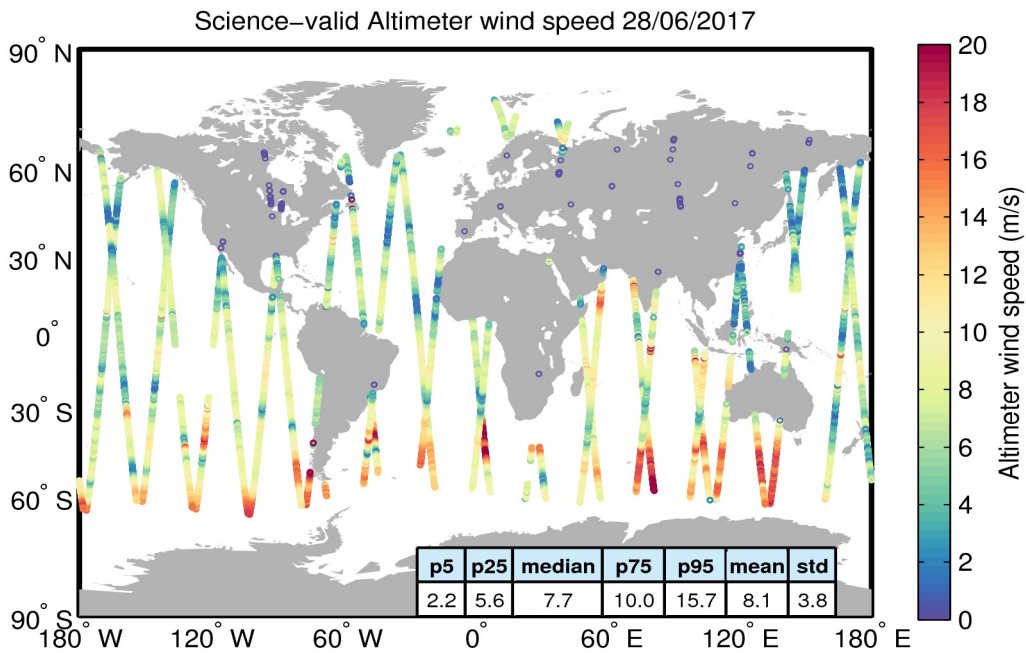 Science−valid Altimeter wind speed 28/06/2017
90° N
60° N
30° N
0°
30° S
60° S
90° S
180° W
120° W
60° W
0°
60° E
120° E
180° E
p5 p25 median p75 p95 mean std
2.2 5.6 7.7 10.0 15.7 8.1 3.8
20
18
16
14
12
10
8
6
4
2
0
Altimeter wind speed (m/s)